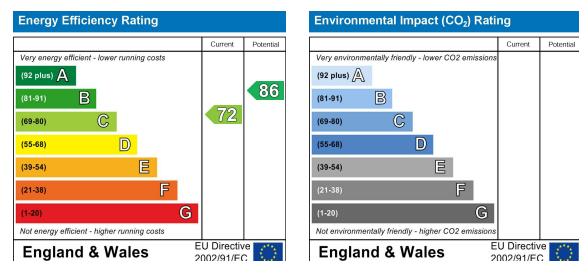 Energy Efficiency Rating
Current Potential
Very energy efficient - lower running costs
(92 plus) A
(81-91) B
86
(69-80) C
72
(55-68) D
(39-54) E
(21-38) F
(1-20) G
Not energy efficient - higher running costs
England & Wales
EU Directive
2002/91/EC
Environmental Impact (CO2) Rating
Current Potential
Very environmentally friendly - lower CO2 emissions
(92 plus) A
(81-91) B
(69-80) C
(55-68) D
(39-54) E
(21-38) F
(1-20) G
Not environmentally friendly - higher CO2 emissions
England & Wales
EU Directive
2002/91/EC